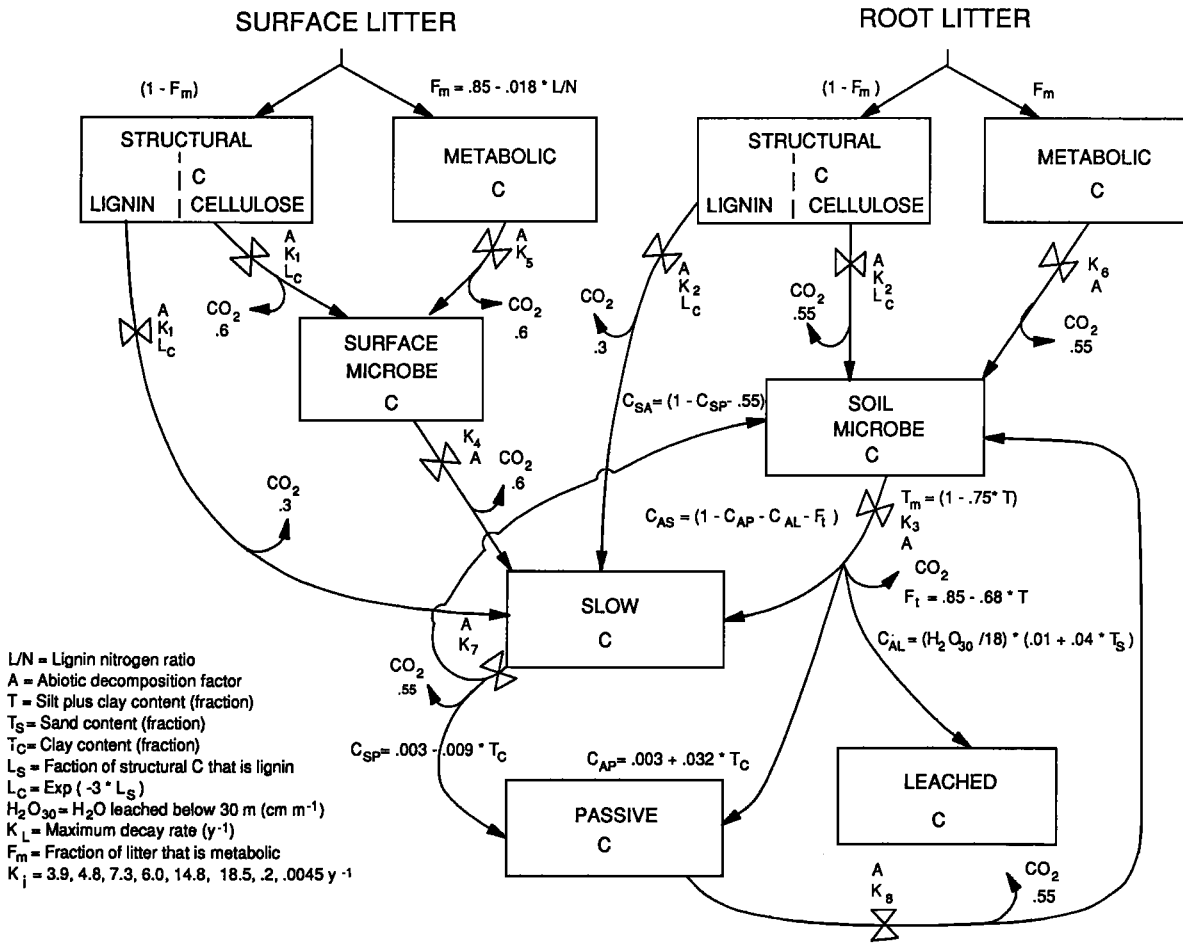 SURFACE LITTER
ROOT LITTER
(1 - Fm)
Fm = .85 - .018 * L/N
(1 - Fm)
Fm
STRUCTURAL
C
LIGNIN
CELLULOSE
METABOLIC
C
STRUCTURAL
C
LIGNIN
CELLULOSE
METABOLIC
C
A
K1
LC
A
K5
A
K2
LC
A
K2
LC
K6
A
CO2
.6
CO2
.6
CO2
.3
CO2
.55
CO2
.55
A
K1
LC
SURFACE
MICROBE
C
SOIL
MICROBE
C
CSA = (1 - CSP - .55)
K4
A
CO2
.6
CO2
.3
CAS = (1 - CAP - CAL - Ft)
Tm = (1 - .75* T)
K3
A
CO2
Ft = .85 - .68 * T
SLOW
C
A
K7
CO2
.55
CAL = (H2O30 /18) * (.01 + .04 * TS)
CSP = .003 - .009 * TC
CAP = .003 + .032 * TC
PASSIVE
C
LEACHED
C
A
K8
CO2
.55
L/N = Lignin nitrogen ratio
A = Abiotic decomposition factor
T = Silt plus clay content (fraction)
TS = Sand content (fraction)
TC = Clay content (fraction)
LS = Faction of structural C that is lignin
LC = Exp ( -3 * LS )
H2O30 = H2O leached below 30 m (cm m-1)
KL = Maximum decay rate (y-1)
Fm = Fraction of litter that is metabolic
Ki = 3.9, 4.8, 7.3, 6.0, 14.8, 18.5, .2, .0045 y -1